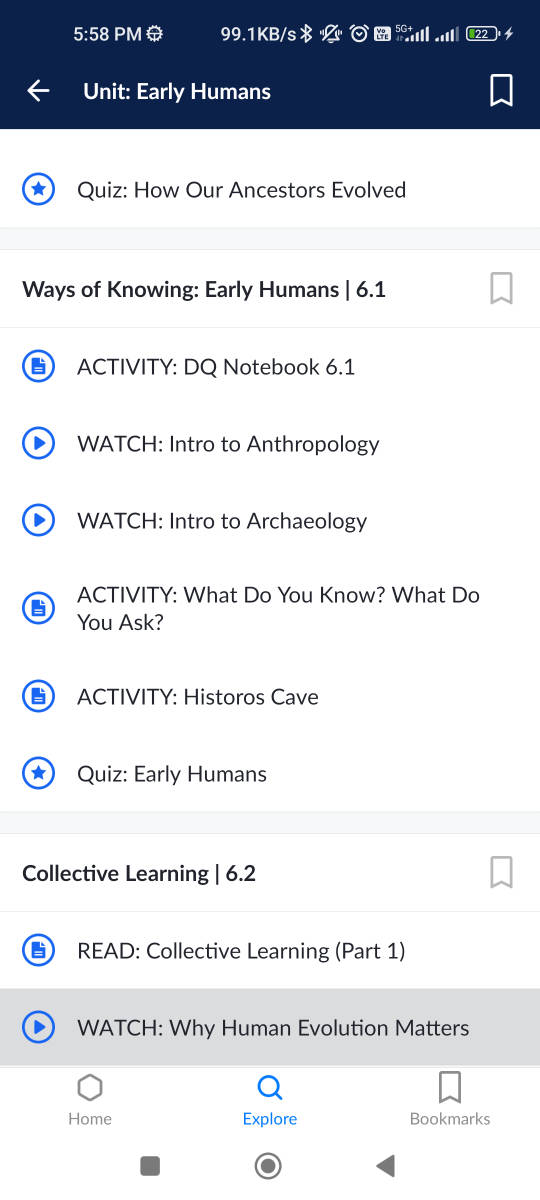 5:58 PM 99.1KB/s Vo LTE 5G+ 22
Unit: Early Humans
Quiz: How Our Ancestors Evolved
Ways of Knowing: Early Humans | 6.1
ACTIVITY: DQ Notebook 6.1
WATCH: Intro to Anthropology
WATCH: Intro to Archaeology
ACTIVITY: What Do You Know? What Do
You Ask?
ACTIVITY: Historos Cave
Quiz: Early Humans
Collective Learning | 6.2
READ: Collective Learning (Part 1)
WATCH: Why Human Evolution Matters
Home Explore Bookmarks